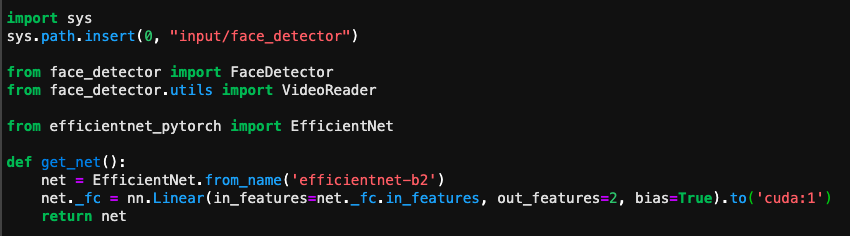 import sys
sys.path.insert(0, "input/face_detector")
from face_detector import FaceDetector
from face_detector.utils import VideoReader
from efficientnet_pytorch import EfficientNet
def get_net():
    net = EfficientNet.from_name('efficientnet-b2')
    net._fc = nn.Linear(in_features=net._fc.in_features, out_features=2, bias=True).to('cuda:1')
    return net